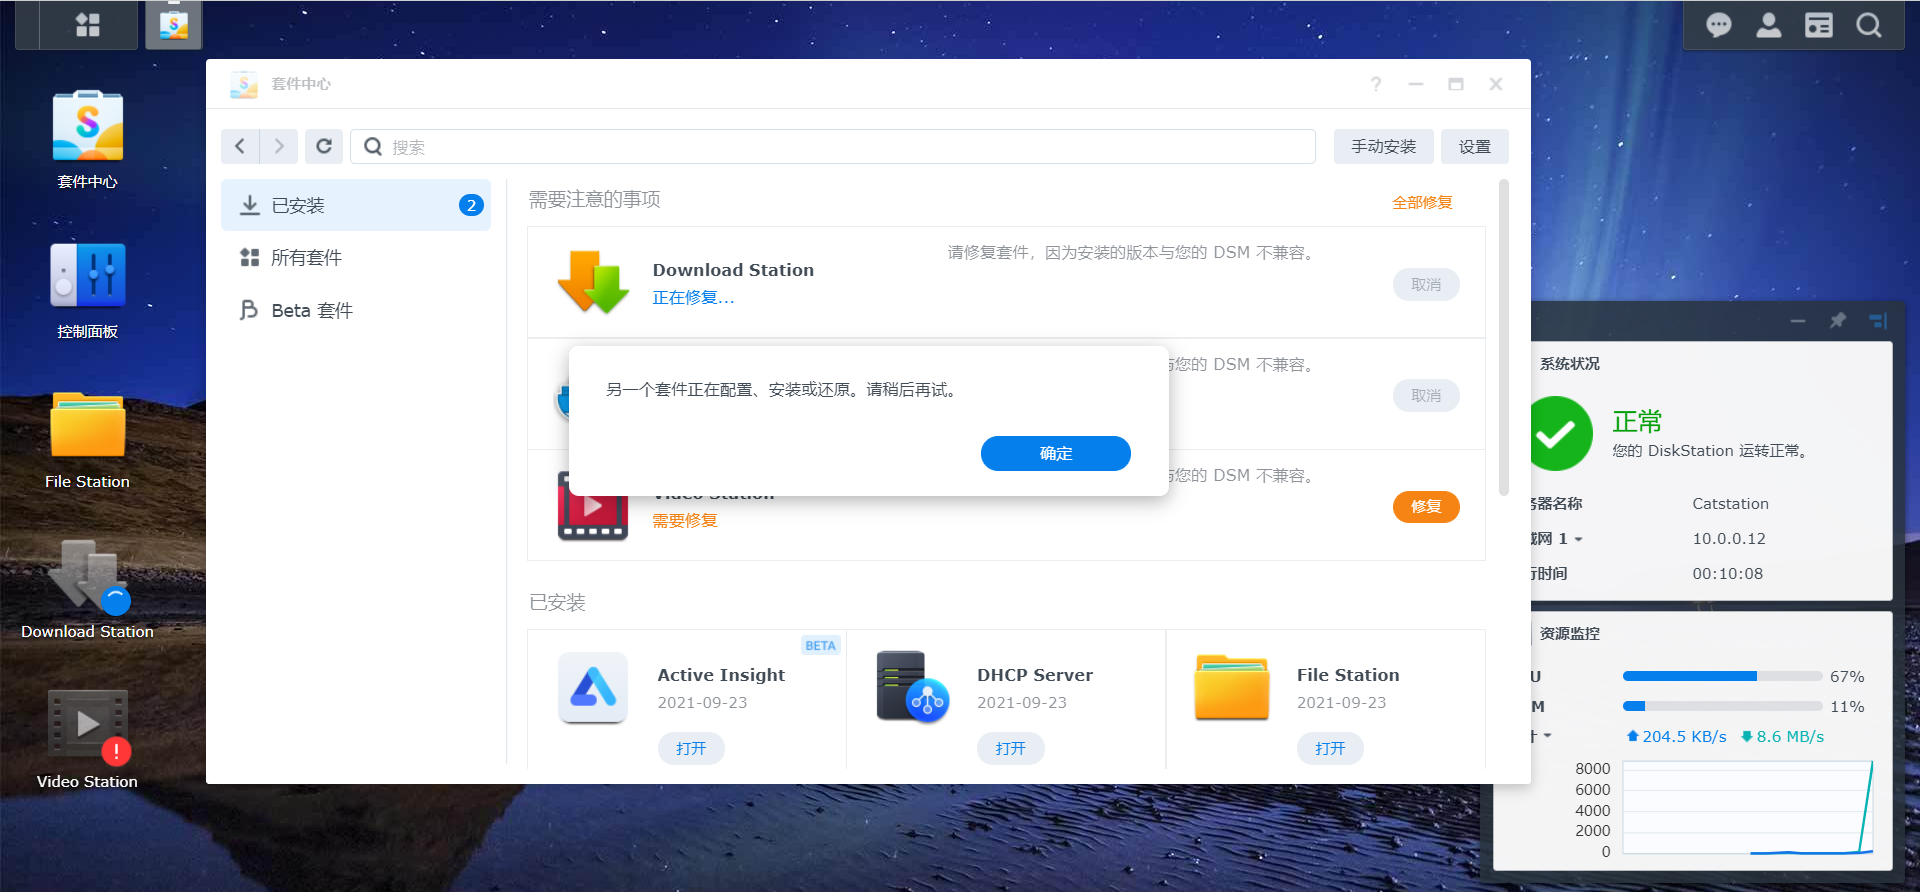 套件中心
控制面板
File Station
Download Station
Video Station
套件中心
搜索
手动安装
设置
已安装
2
所有套件
Beta 套件
需要注意的事项
全部修复
Download Station
正在修复...
请修复套件，因为安装的版本与您的 DSM 不兼容。
取消
与您的 DSM 不兼容。
取消
另一个套件正在配置、安装或还原。请稍后再试。
确定
Video Station
需要修复
与您的 DSM 不兼容。
修复
已安装
BETA
Active Insight
2021-09-23
打开
DHCP Server
2021-09-23
打开
File Station
2021-09-23
打开
系统状况
正常
您的 DiskStation 运转正常。
器名称
Catstation
网 1
10.0.0.12
时间
00:10:08
资源监控
U
67%
M
11%
204.5 KB/s
8.6 MB/s
8000
6000
4000
2000
0